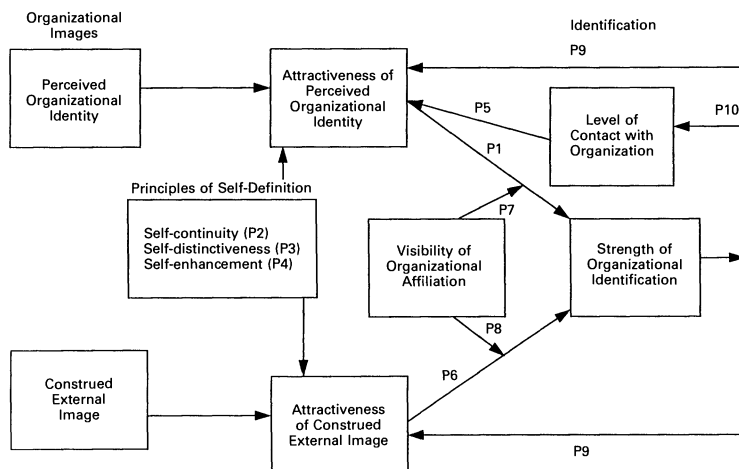 Organizational
Images
Identification
P9
Perceived
Organizational
Identity
Attractiveness of
Perceived
Organizational
Identity
P5
Level of
Contact with
Organization
P10
P1
Principles of Self-Definition
Self-continuity (P2)
Self-distinctiveness (P3)
Self-enhancement (P4)
P7
Visibility of
Organizational
Affiliation
Strength of
Organizational
Identification
P8
P6
Construed
External
Image
Attractiveness
of Construed
External Image
P9